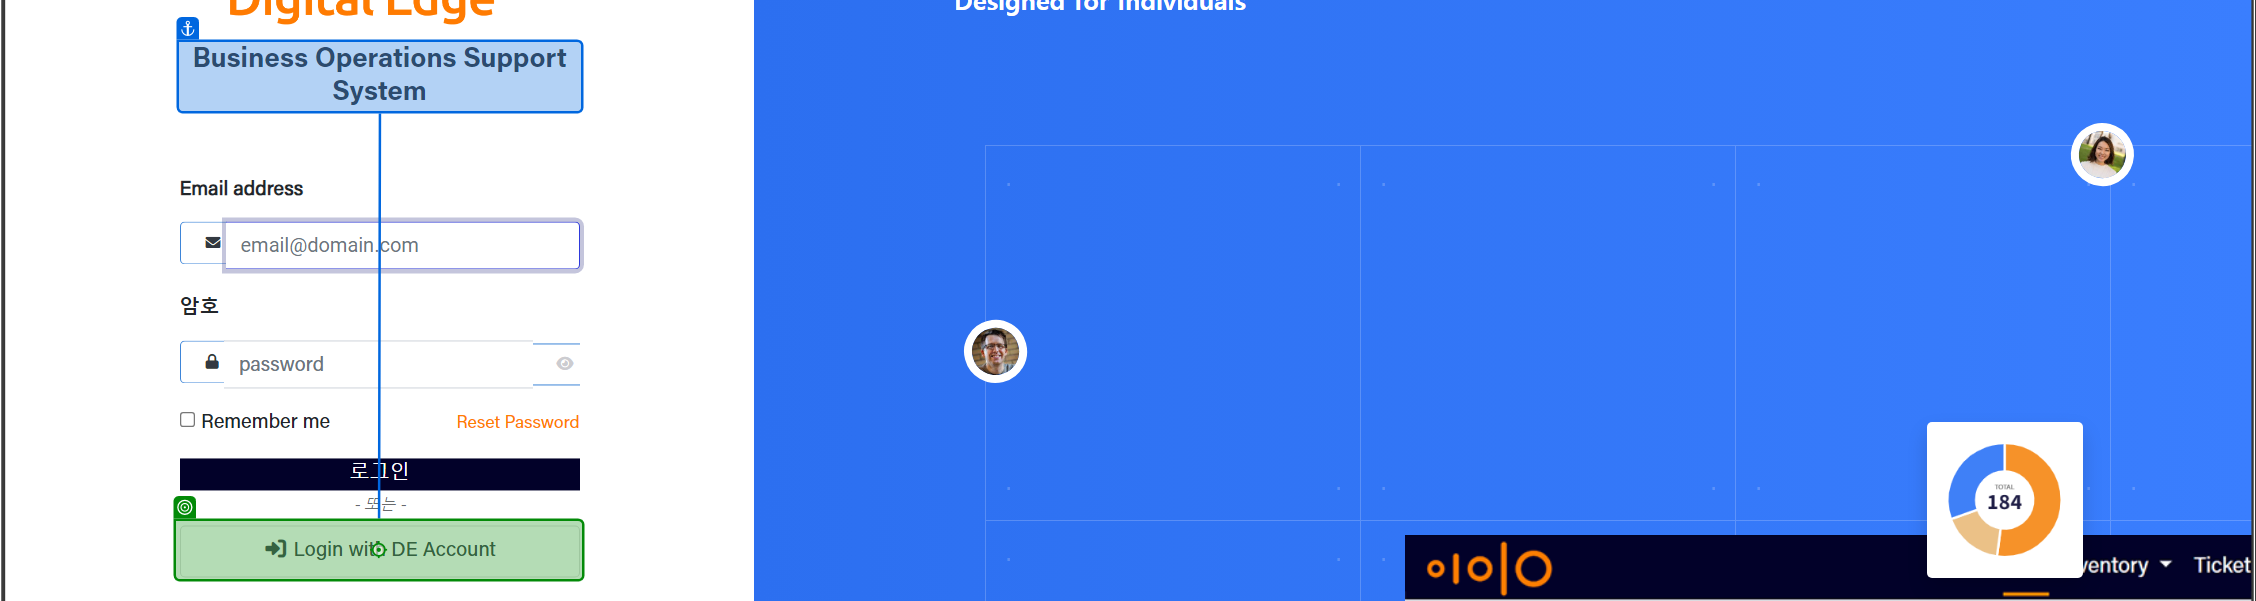 Digital Edge
Business Operations Support
System
Email address
email@domain.com
암호
password
Remember me
Reset Password
로그인
- 또는 -
Login with DE Account
Designed for Individuals
TOTAL
184
ventory
Ticket